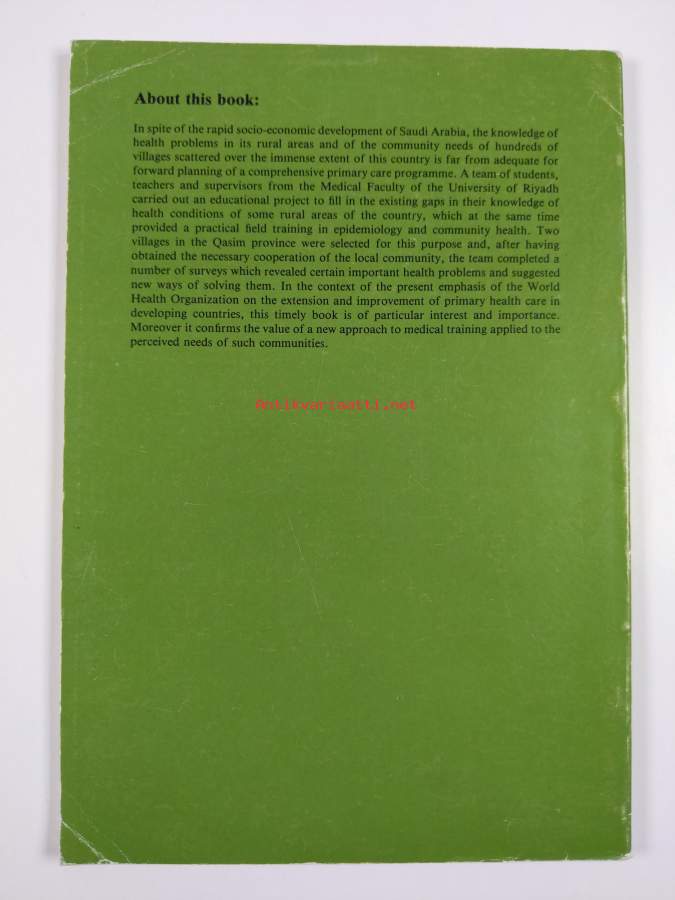 About this book:
In spite of the rapid socio-economic development of Saudi Arabia, the knowledge of
health problems in its rural areas and of the community needs of hundreds of
villages scattered over the immense extent of this country is far from adequate for
forward planning of a comprehensive primary care programme. A team of students,
teachers and supervisors from the Medical Faculty of the University of Riyadh
carried out an educational project to fill in the existing gaps in their knowledge of
health conditions of some rural areas of the country, which at the same time
provided a practical field training in epidemiology and community health. Two
villages in the Qasim province were selected for this purpose and, after having
obtained the necessary cooperation of the local community, the team completed a
number of surveys which revealed certain important health problems and suggested
new ways of solving them. In the context of the present emphasis of the World
Health Organization on the extension and improvement of primary health care in
developing countries, this timely book is of particular interest and importance.
Moreover it confirms the value of a new approach to medical training applied to the
perceived needs of such communities.
Antikvariaatti.net